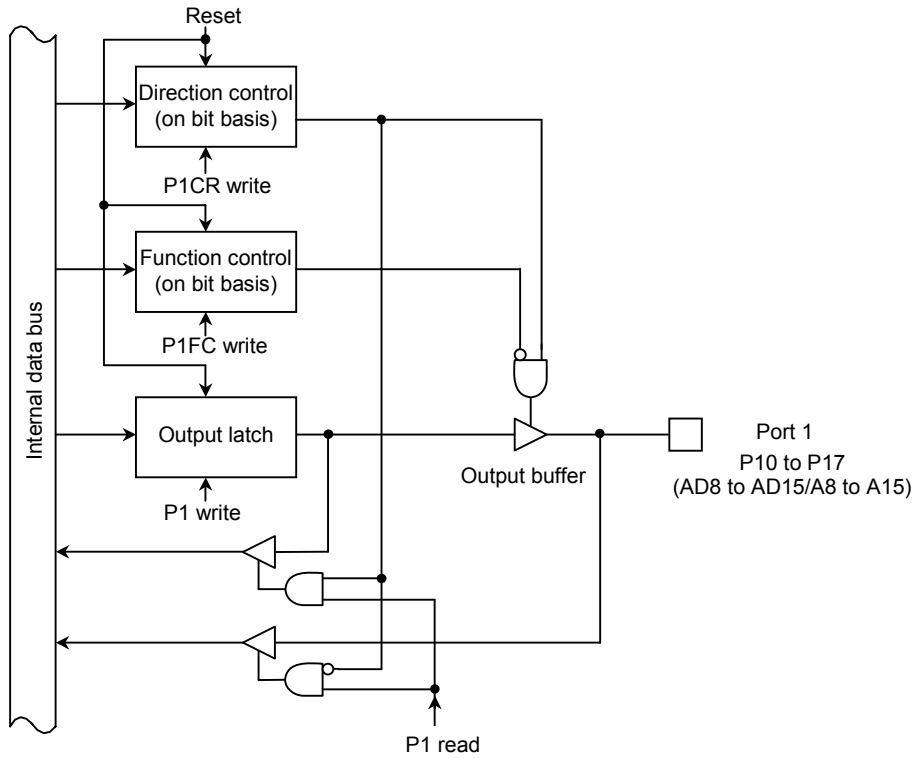 Reset
Direction control
(on bit basis)
P1CR write
Function control
(on bit basis)
P1FC write
Internal data bus
Output latch
P1 write
Output buffer
Port 1
P10 to P17
(AD8 to AD15/A8 to A15)
P1 read